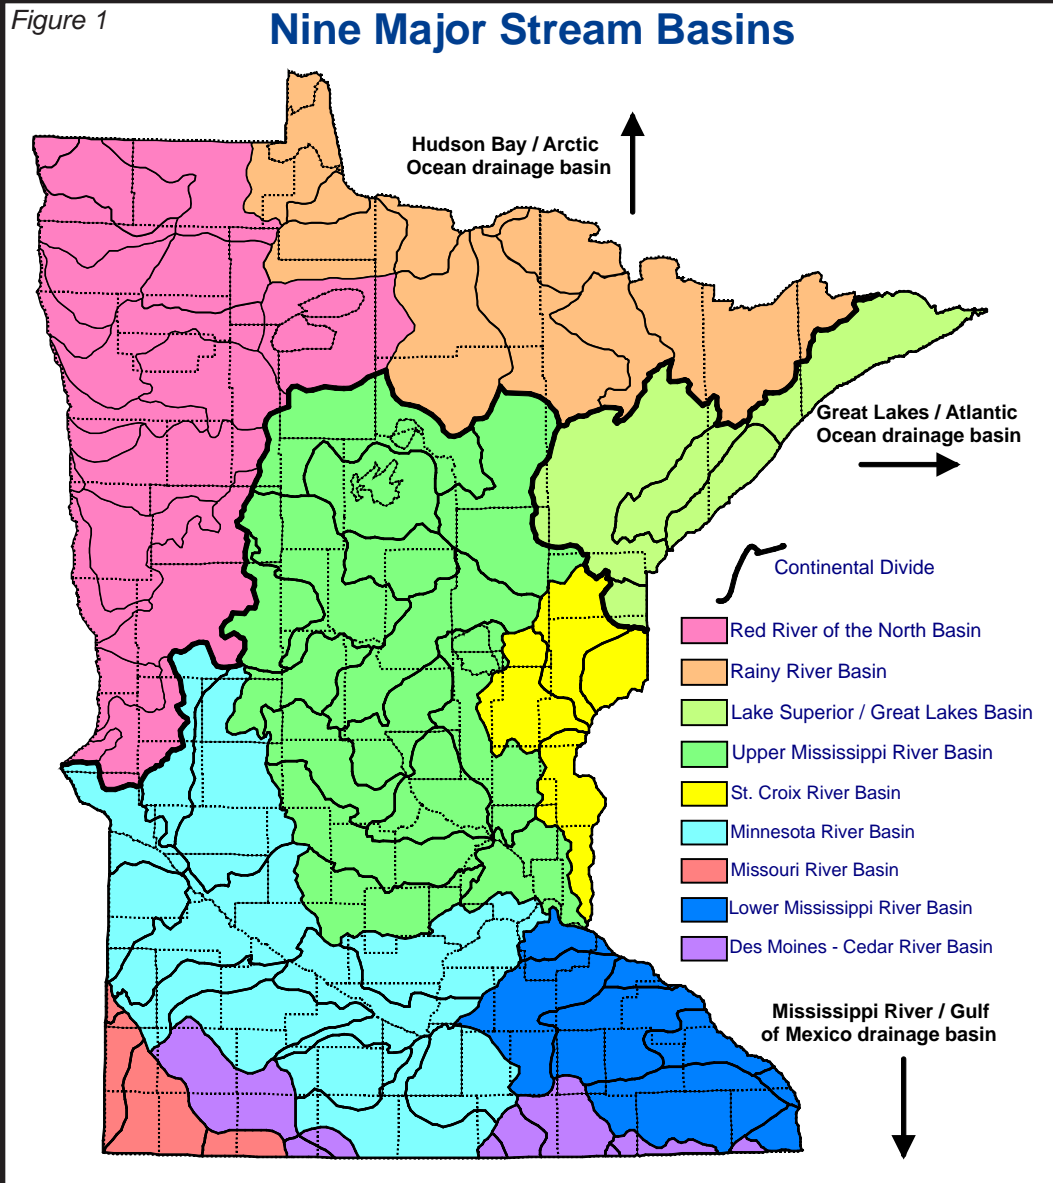 Figure 1
Nine Major Stream Basins
Hudson Bay / Arctic
Ocean drainage basin
Great Lakes / Atlantic
Ocean drainage basin
Continental Divide
Red River of the North Basin
Rainy River Basin
Lake Superior / Great Lakes Basin
Upper Mississippi River Basin
St. Croix River Basin
Minnesota River Basin
Missouri River Basin
Lower Mississippi River Basin
Des Moines - Cedar River Basin
Mississippi River / Gulf
of Mexico drainage basin